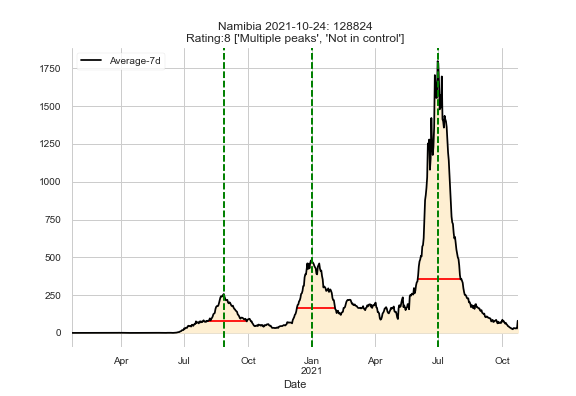 Namibia 2021-10-24: 128824
Rating:8 ['Multiple peaks', 'Not in control']
Average-7d
1750
1500
1250
1000
750
500
250
0
Apr
Jul
Oct
Jan
2021
Apr
Jul
Oct
Date